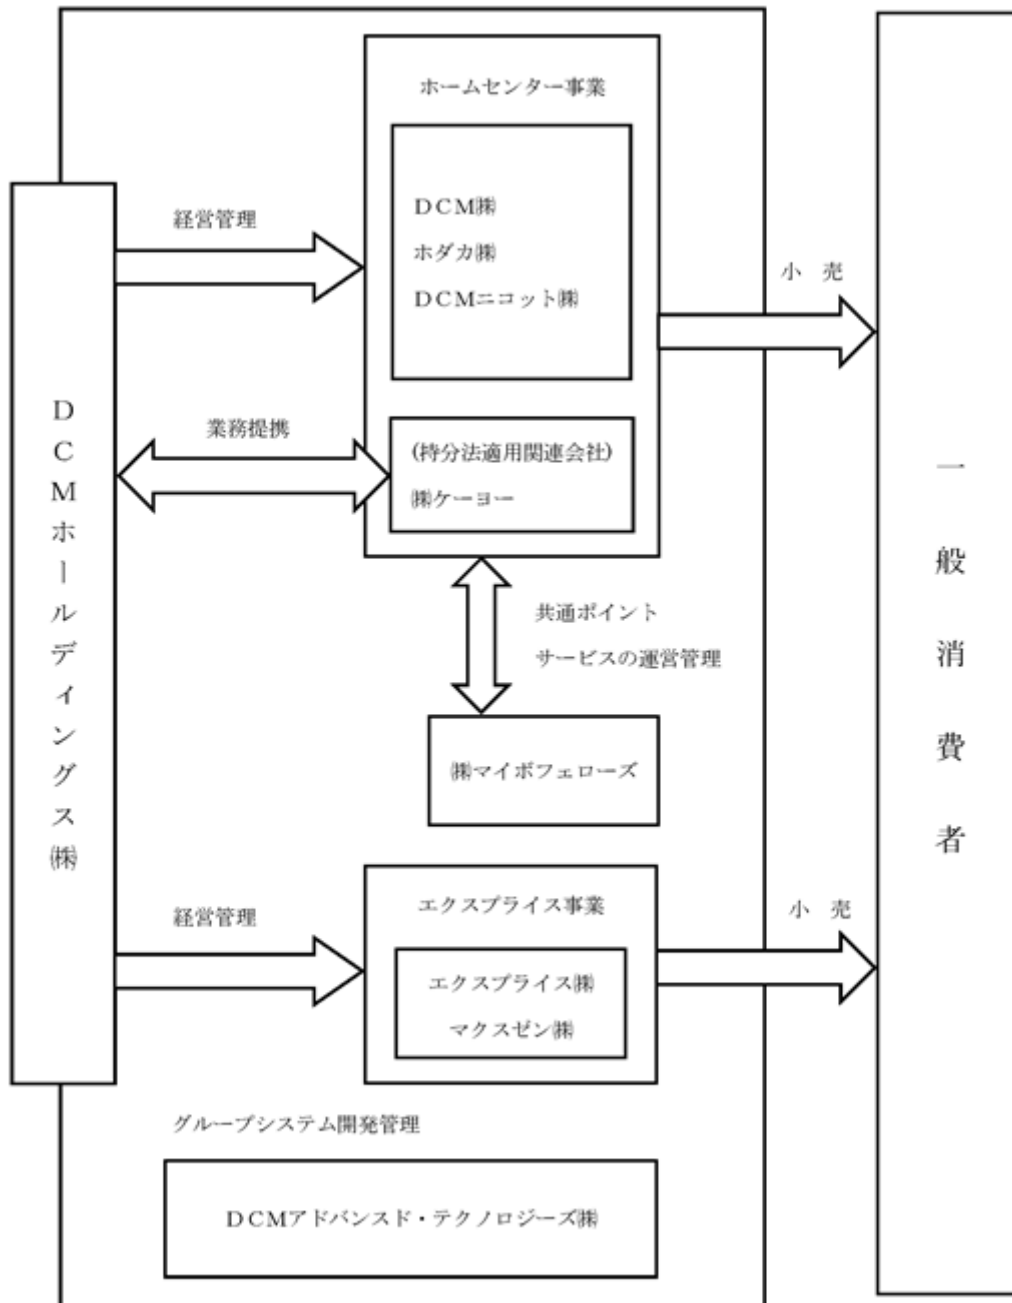 DCMホールディングス㈱
経営管理
ホームセンター事業
DCM㈱
ホダカ㈱
DCMニコット㈱
業務提携
(持分法適用関連会社)
㈱ケーヨー
小　売
共通ポイント
サービスの運営管理
㈱マイボフェローズ
経営管理
エクスプライス事業
エクスプライス㈱
マクスゼン㈱
小　売
グループシステム開発管理
DCMアドバンスド・テクノロジーズ㈱
一般消費者